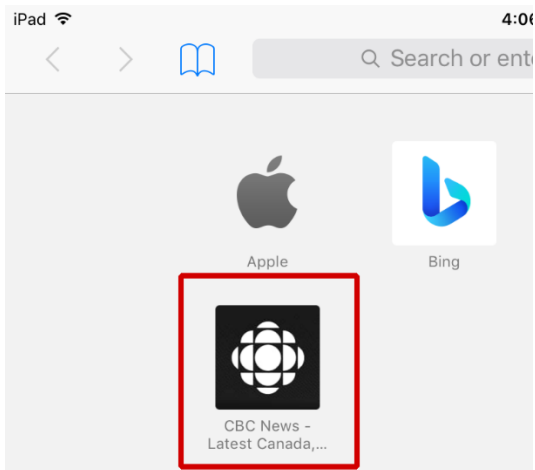 iPad 4:06
Search or ente
Apple Bing
CBC News -
Latest Canada,...